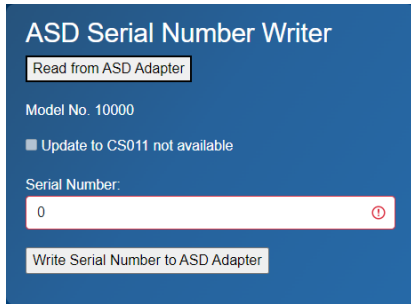 ASD Serial Number Writer
Read from ASD Adapter
Model No. 10000
Update to CS011 not available
Serial Number:
0
Write Serial Number to ASD Adapter